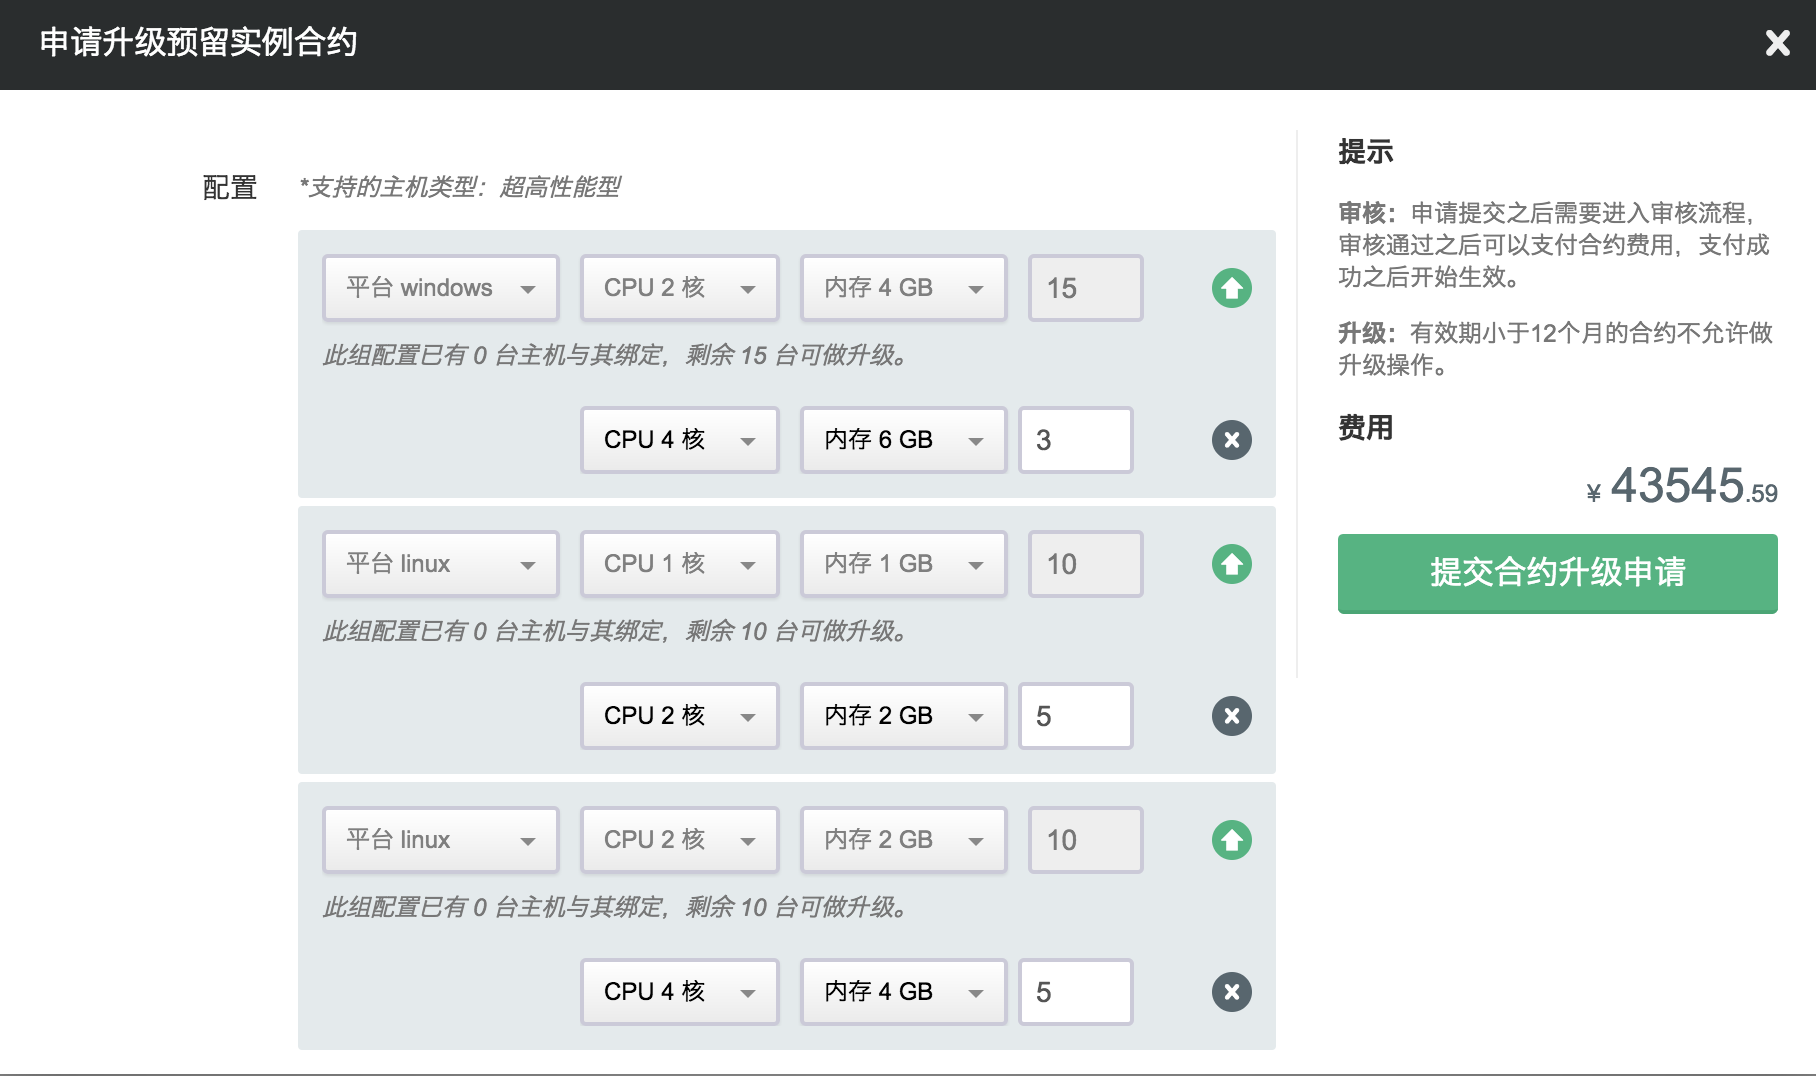 申请升级预留实例合约
配置 *支持的主机类型：超高性能型
平台 windows CPU 2 核 内存 4 GB 15
此组配置已有 0 台主机与其绑定，剩余 15 台可做升级。
CPU 4 核 内存 6 GB 3
平台 linux CPU 1 核 内存 1 GB 10
此组配置已有 0 台主机与其绑定，剩余 10 台可做升级。
CPU 2 核 内存 2 GB 5
平台 linux CPU 2 核 内存 2 GB 10
此组配置已有 0 台主机与其绑定，剩余 10 台可做升级。
CPU 4 核 内存 4 GB 5
提示
审核：申请提交之后需要进入审核流程，
审核通过之后可以支付合约费用，支付成
功之后开始生效。
升级：有效期小于12个月的合约不允许做
升级操作。
费用
¥ 43545.59
提交合约升级申请